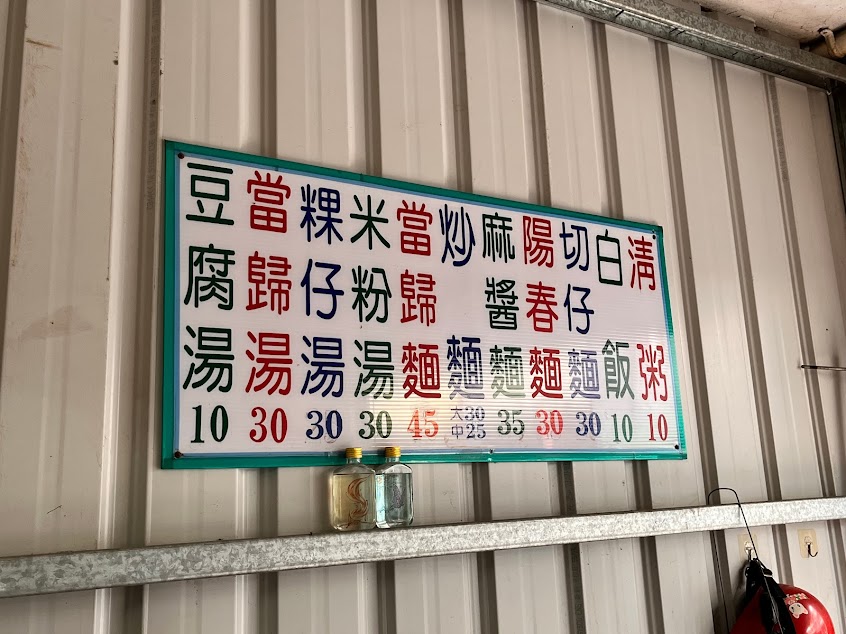 清粥 10
白飯 10
切仔麵 30
陽春麵 30
麻醬麵 35
炒麵 大30 中25
當歸麵 45
米粉湯 30
粿仔湯 30
當歸湯 30
豆腐湯 10